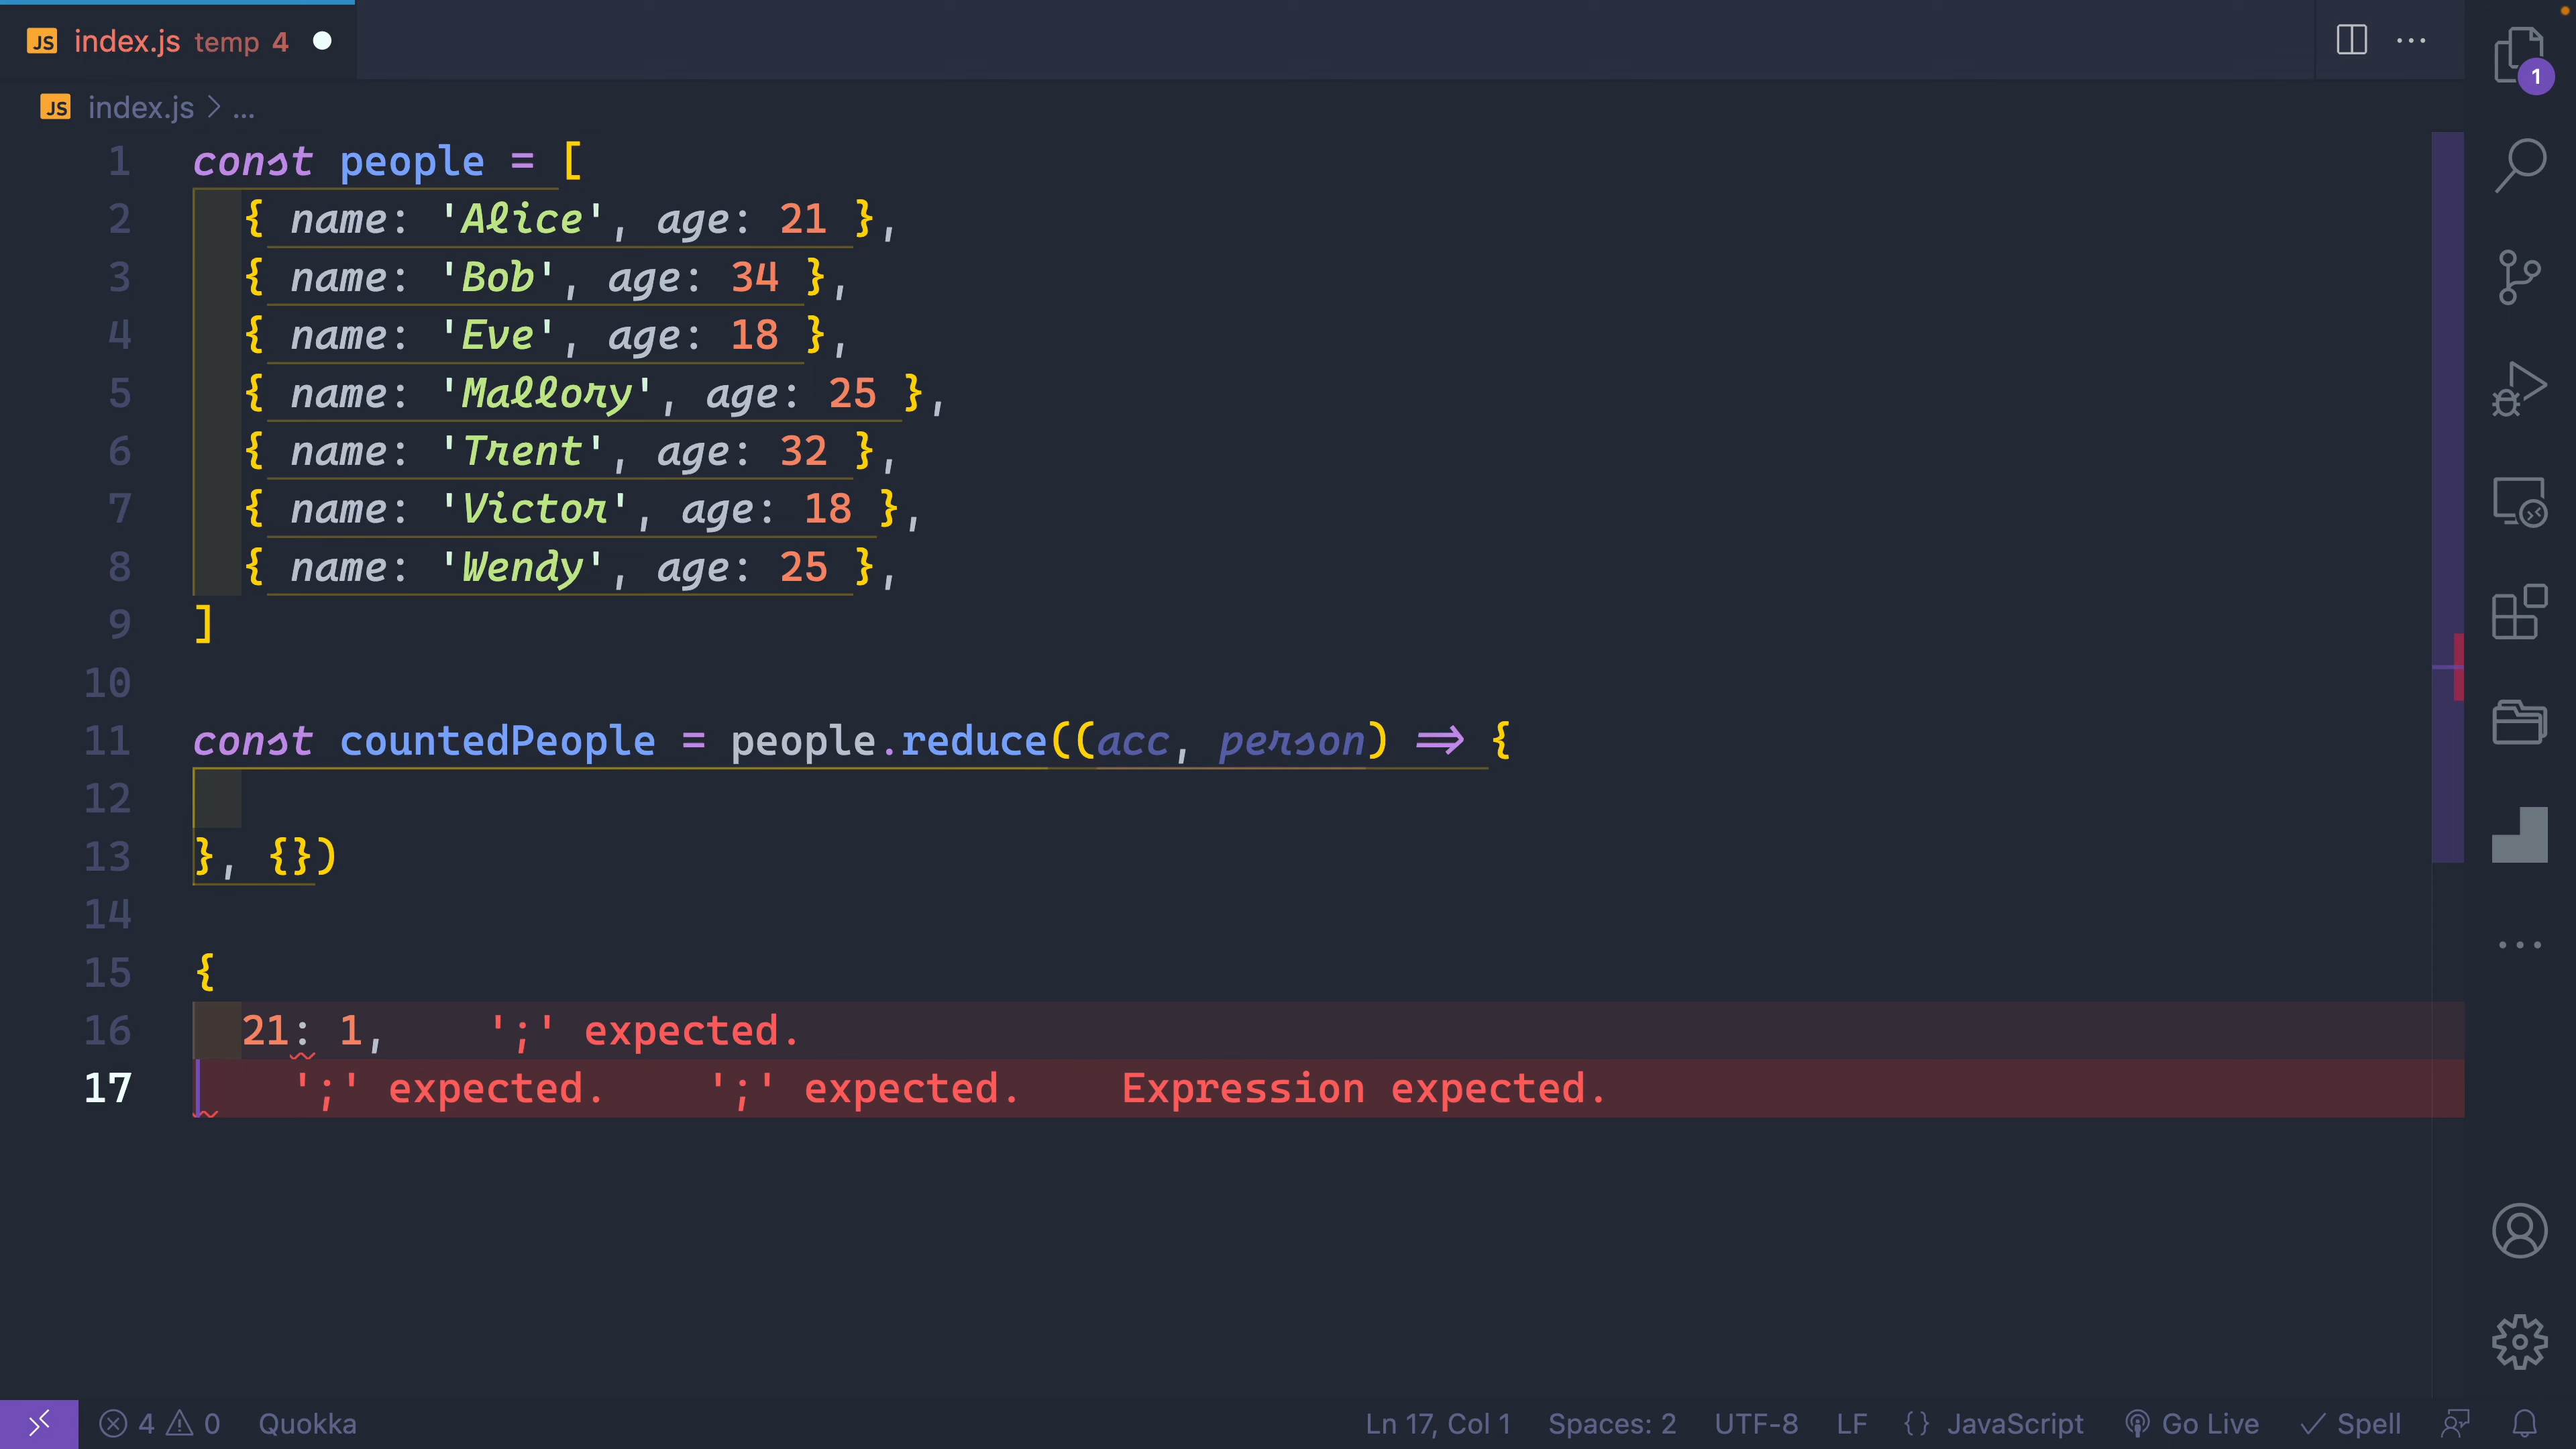 JS index.js temp 4
1
JS index.js > ...
1 const people = [
2 { name: 'Alice', age: 21 },
3 { name: 'Bob', age: 34 },
4 { name: 'Eve', age: 18 },
5 { name: 'Mallory', age: 25 },
6 { name: 'Trent', age: 32 },
7 { name: 'Victor', age: 18 },
8 { name: 'Wendy', age: 25 },
9 ]
10
11 const countedPeople = people.reduce((acc, person) => {
12
13 }, {})
14
15 {
16 21: 1, ';' expected.
17 ';' expected. ';' expected. Expression expected.
4 0 Quokka Ln 17, Col 1 Spaces: 2 UTF-8 LF {} JavaScript Go Live Spell